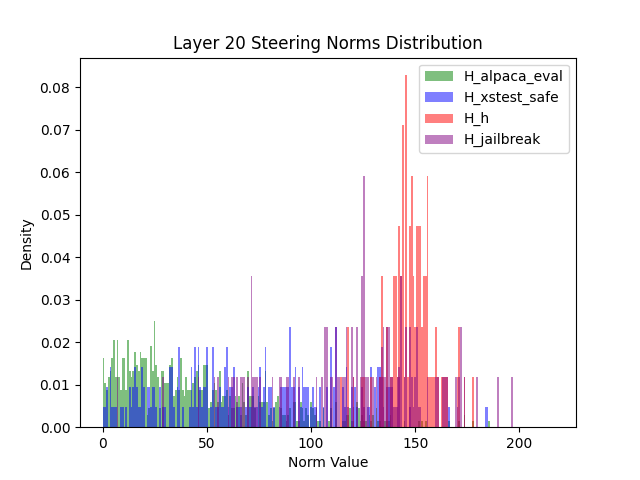 Layer 20 Steering Norms Distribution
H_alpaca_eval
H_xstest_safe
H_h
H_jailbreak
0.08
0.07
0.06
0.05
0.04
0.03
0.02
0.01
0.00
Density
0 50 100 150 200
Norm Value